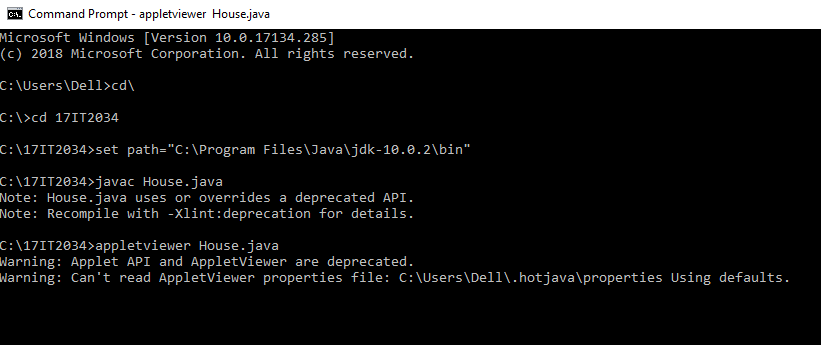 Command Prompt - appletviewer  House.java
Microsoft Windows [Version 10.0.17134.285]
(c) 2018 Microsoft Corporation. All rights reserved.
C:\Users\Dell>cd\
C:\>cd 17IT2034
C:\17IT2034>set path="C:\Program Files\Java\jdk-10.0.2\bin"
C:\17IT2034>javac House.java
Note: House.java uses or overrides a deprecated API.
Note: Recompile with -Xlint:deprecation for details.
C:\17IT2034>appletviewer House.java
Warning: Applet API and AppletViewer are deprecated.
Warning: Can't read AppletViewer properties file: C:\Users\Dell\.hotjava\properties Using defaults.